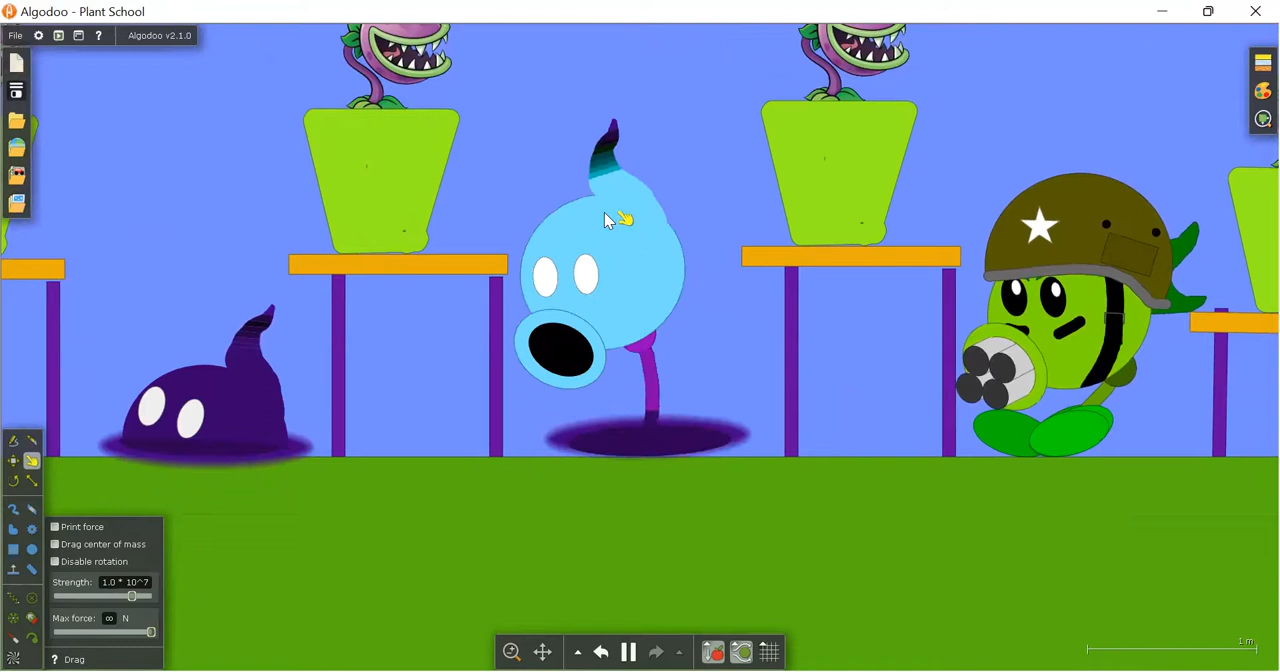 Algodoo - Plant School
File ? Algodoo v2.1.0
Print force
Drag center of mass
Disable rotation
Strength: 1.0 * 10^7
Max force: ∞ N
? Drag
1 m